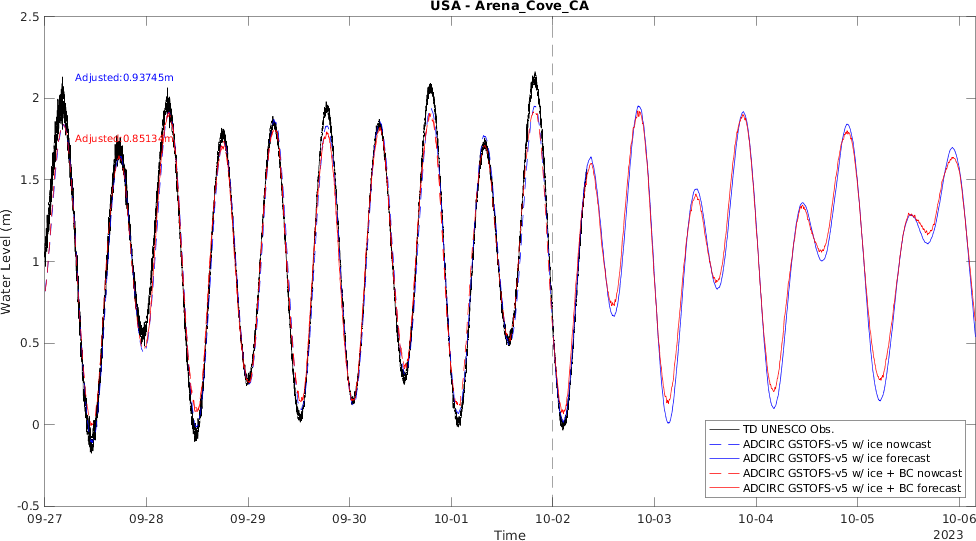 USA - Arena_Cove_CA
2.5
2
1.5
1
0.5
0
-0.5
Water Level (m)
Adjusted:0.93745m
Adjusted:0.85134m
TD UNESCO Obs.
ADCIRC GSTOFS-v5 w/ ice nowcast
ADCIRC GSTOFS-v5 w/ ice forecast
ADCIRC GSTOFS-v5 w/ ice + BC nowcast
ADCIRC GSTOFS-v5 w/ ice + BC forecast
09-27 09-28 09-29 09-30 10-01 10-02 10-03 10-04 10-05 10-06
Time
2023